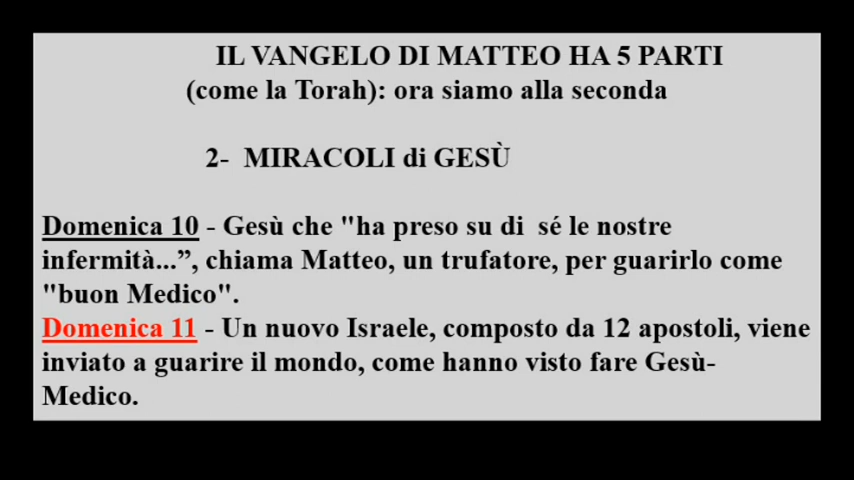 IL VANGELO DI MATTEO HA 5 PARTI
(come la Torah): ora siamo alla seconda
2- MIRACOLI di GESÙ
Domenica 10 - Gesù che "ha preso su di sé le nostre
infermità...”, chiama Matteo, un trufatore, per guarirlo come
"buon Medico".
Domenica 11 - Un nuovo Israele, composto da 12 apostoli, viene
inviato a guarire il mondo, come hanno visto fare Gesù-
Medico.